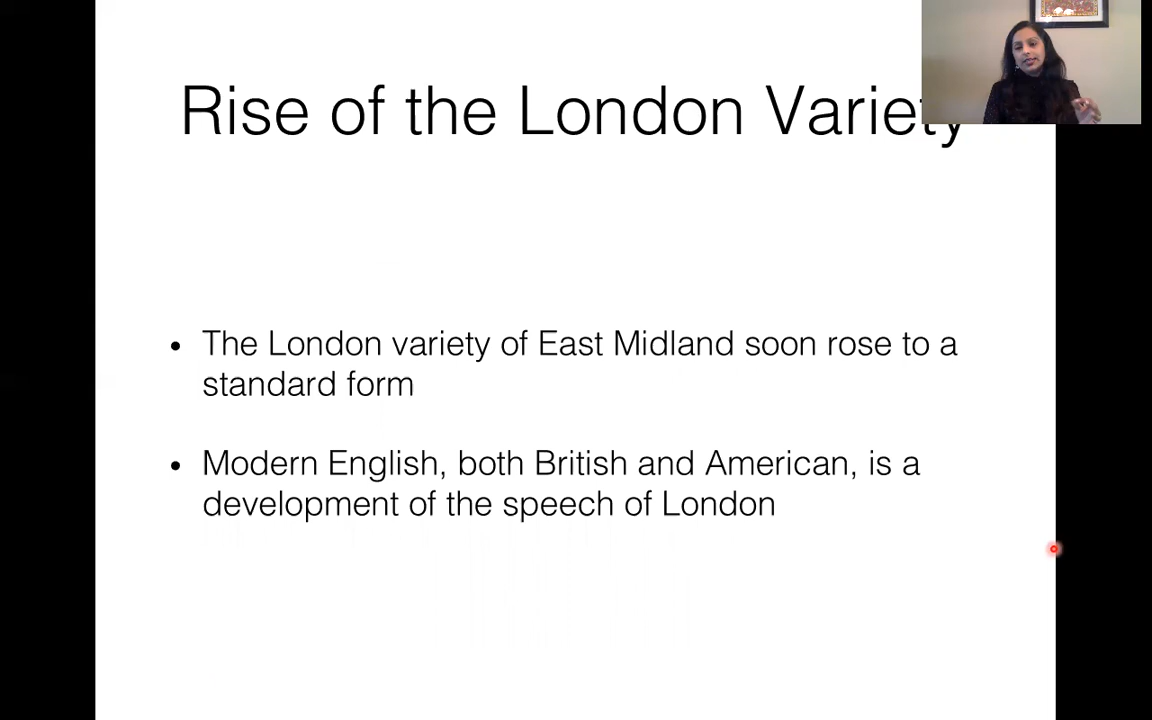 Rise of the London Variety
• The London variety of East Midland soon rose to a
standard form
• Modern English, both British and American, is a
development of the speech of London